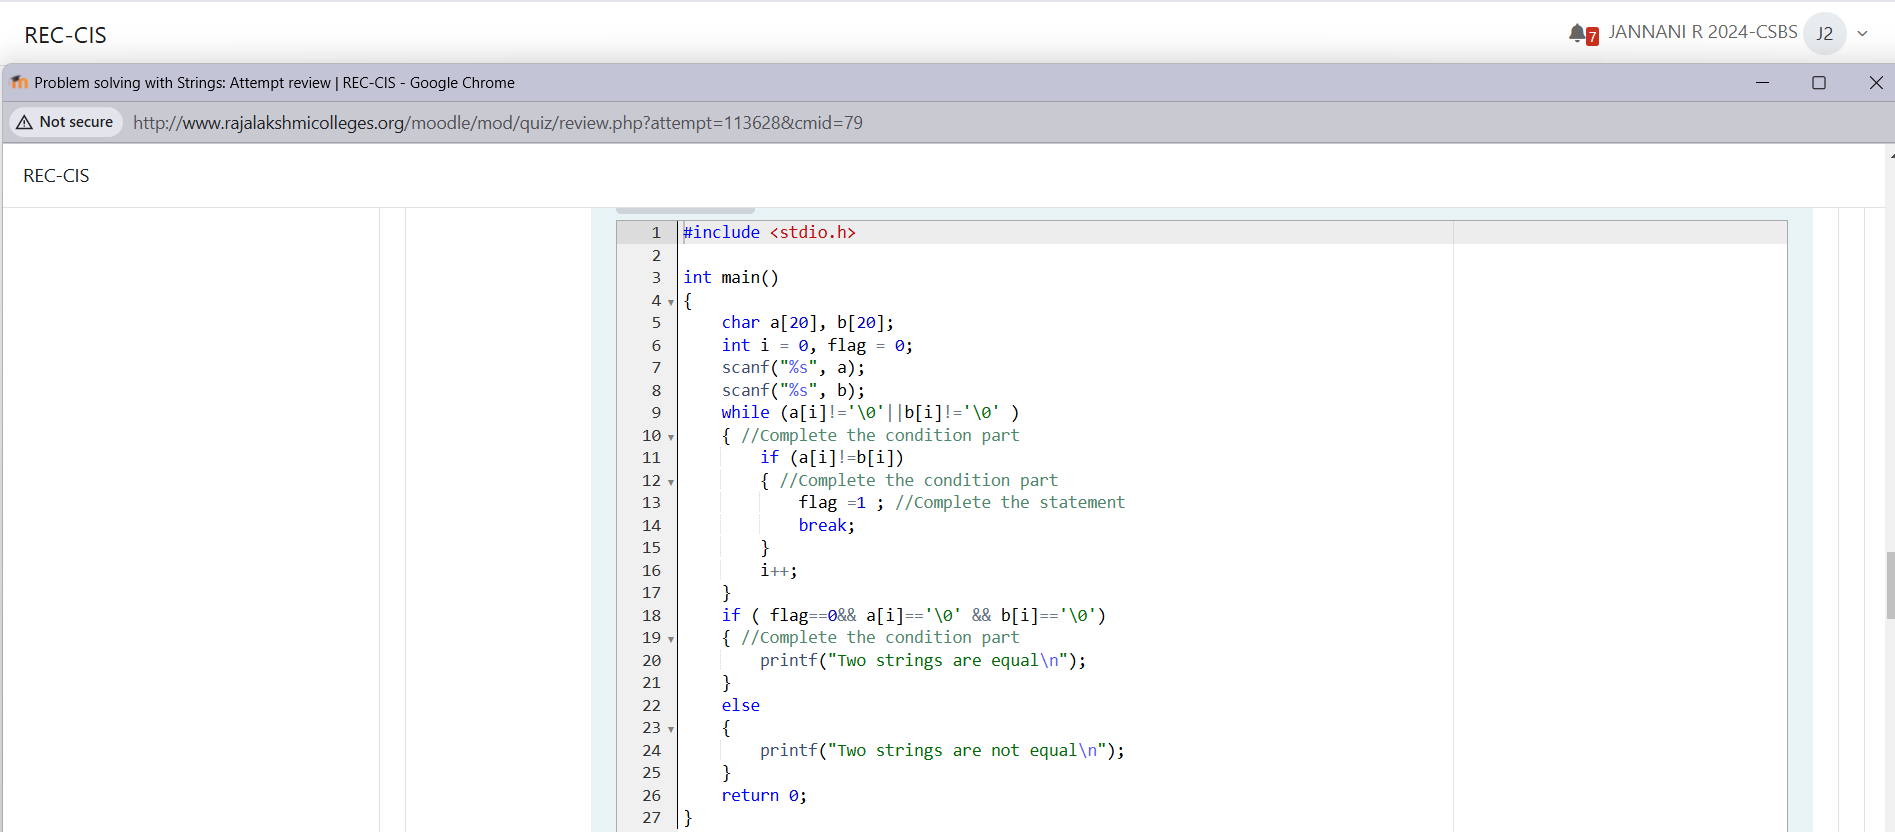 REC-CIS
7 JANNANI R 2024-CSBS J2
Problem solving with Strings: Attempt review | REC-CIS - Google Chrome
Not secure http://www.rajalakshmicolleges.org/moodle/mod/quiz/review.php?attempt=113628&cmid=79
REC-CIS
1 #include <stdio.h>
2
3 int main()
4 {
5 char a[20], b[20];
6 int i = 0, flag = 0;
7 scanf("%s", a);
8 scanf("%s", b);
9 while (a[i]!='\0'||b[i]!='\0' )
10 { //Complete the condition part
11 if (a[i]!=b[i])
12 { //Complete the condition part
13 flag =1 ; //Complete the statement
14 break;
15 }
16 i++;
17 }
18 if ( flag==0&& a[i]=='\0' && b[i]=='\0')
19 { //Complete the condition part
20 printf("Two strings are equal\n");
21 }
22 else
23 {
24 printf("Two strings are not equal\n");
25 }
26 return 0;
27 }